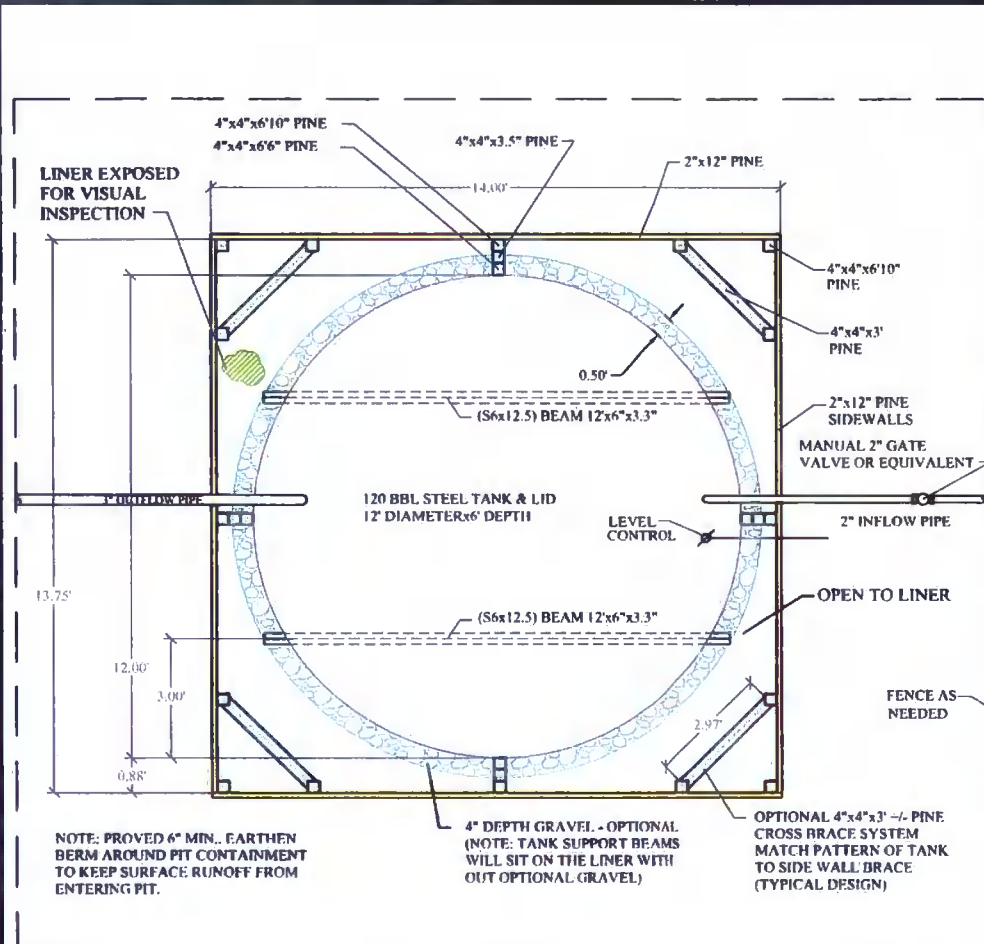 4"x4"x6'10" PINE
4"x4"x6'6" PINE
4"x4"x3.5" PINE
2"x12" PINE
LINER EXPOSED
FOR VISUAL
INSPECTION
14.00'
4"x4"x6'10"
PINE
4"x4"x3'
PINE
0.50'
(S6x12.5) BEAM 12'x6"x3.3"
2"x12" PINE
SIDEWALLS
MANUAL 2" GATE
VALVE OR EQUIVALENT
OUTFLOW PIPE
120 BBL STEEL TANK & LID
12' DIAMETERx6' DEPTH
LEVEL
CONTROL
2" INFLOW PIPE
13.75'
OPEN TO LINER
(S6x12.5) BEAM 12'x6"x3.3"
12.00'
3.00'
2.97'
FENCE AS
NEEDED
0.88'
NOTE: PROVED 6" MIN.. EARTHEN
BERM AROUND PIT CONTAINMENT
TO KEEP SURFACE RUNOFF FROM
ENTERING PIT.
4" DEPTH GRAVEL - OPTIONAL
(NOTE: TANK SUPPORT BEAMS
WILL SIT ON THE LINER WITH
OUT OPTIONAL GRAVEL)
OPTIONAL 4"x4"x3' +/- PINE
CROSS BRACE SYSTEM
MATCH PATTERN OF TANK
TO SIDE WALL BRACE
(TYPICAL DESIGN)